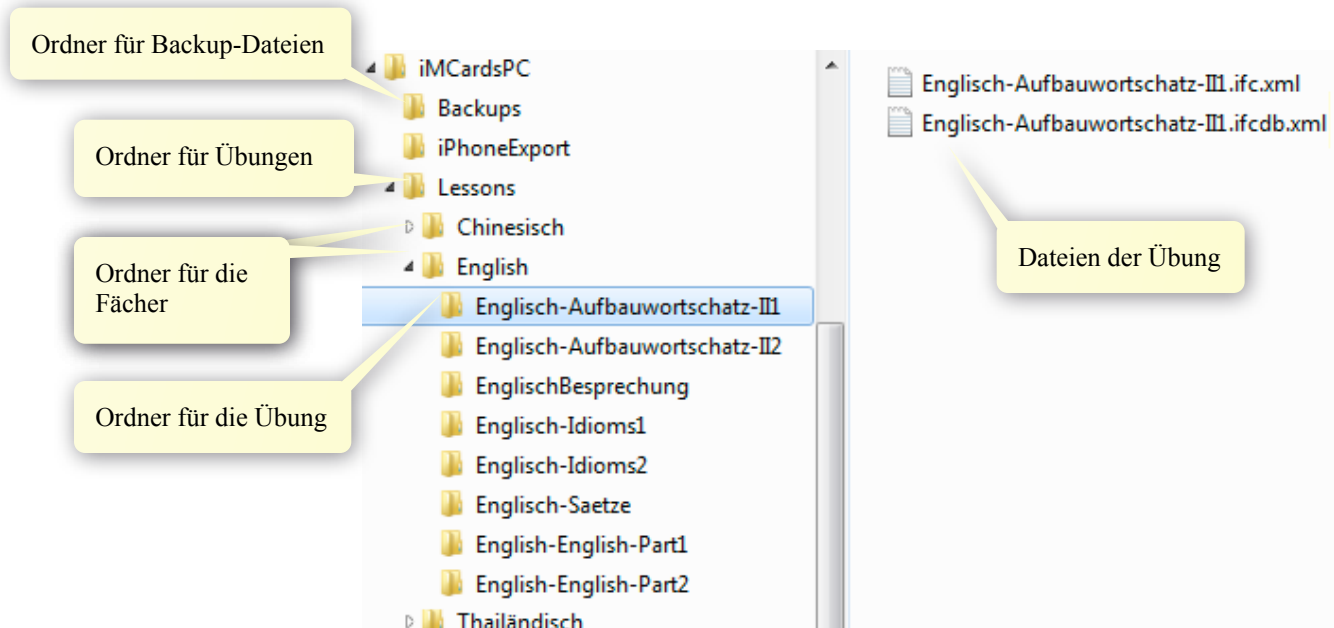 Ordner für Backup-Dateien
Ordner für Übungen
Ordner für die
Fächer
Ordner für die Übung
iMCardsPC
Backups
iPhoneExport
Lessons
Chinesisch
English
Englisch-Aufbauwortschatz-II1
Englisch-Aufbauwortschatz-II2
EnglischBesprechung
Englisch-Idioms1
Englisch-Idioms2
Englisch-Saetze
English-English-Part1
English-English-Part2
Thailändisch
Englisch-Aufbauwortschatz-II1.ifc.xml
Englisch-Aufbauwortschatz-II1.ifcdb.xml
Dateien der Übung